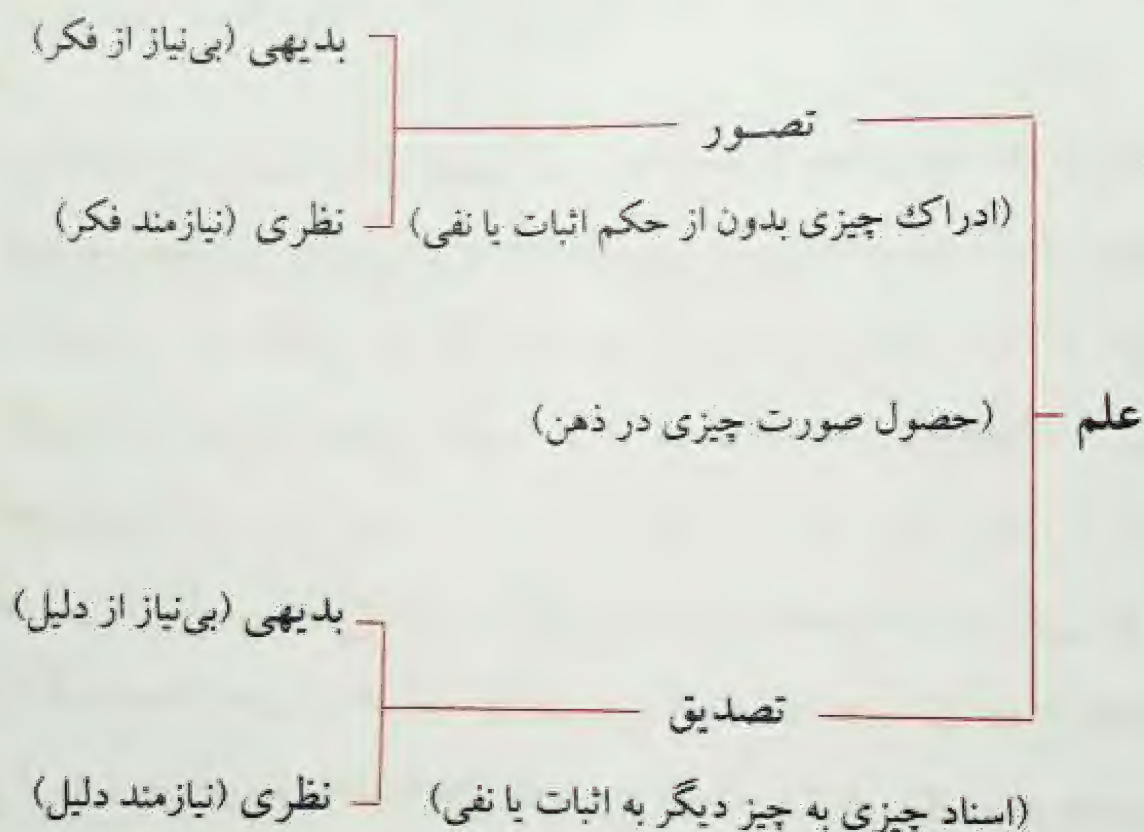 بدیهی (بی‌نیاز از فکر)
تصور
(ادراک چیزی بدون از حکم اثبات یا نفی)
نظری (نیازمند فکر)
علم
(حصول صورت چیزی در ذهن)
بدیهی (بی‌نیاز از دلیل)
تصدیق
(اسناد چیزی به چیز دیگر به اثبات یا نفی)
نظری (نیازمند دلیل)